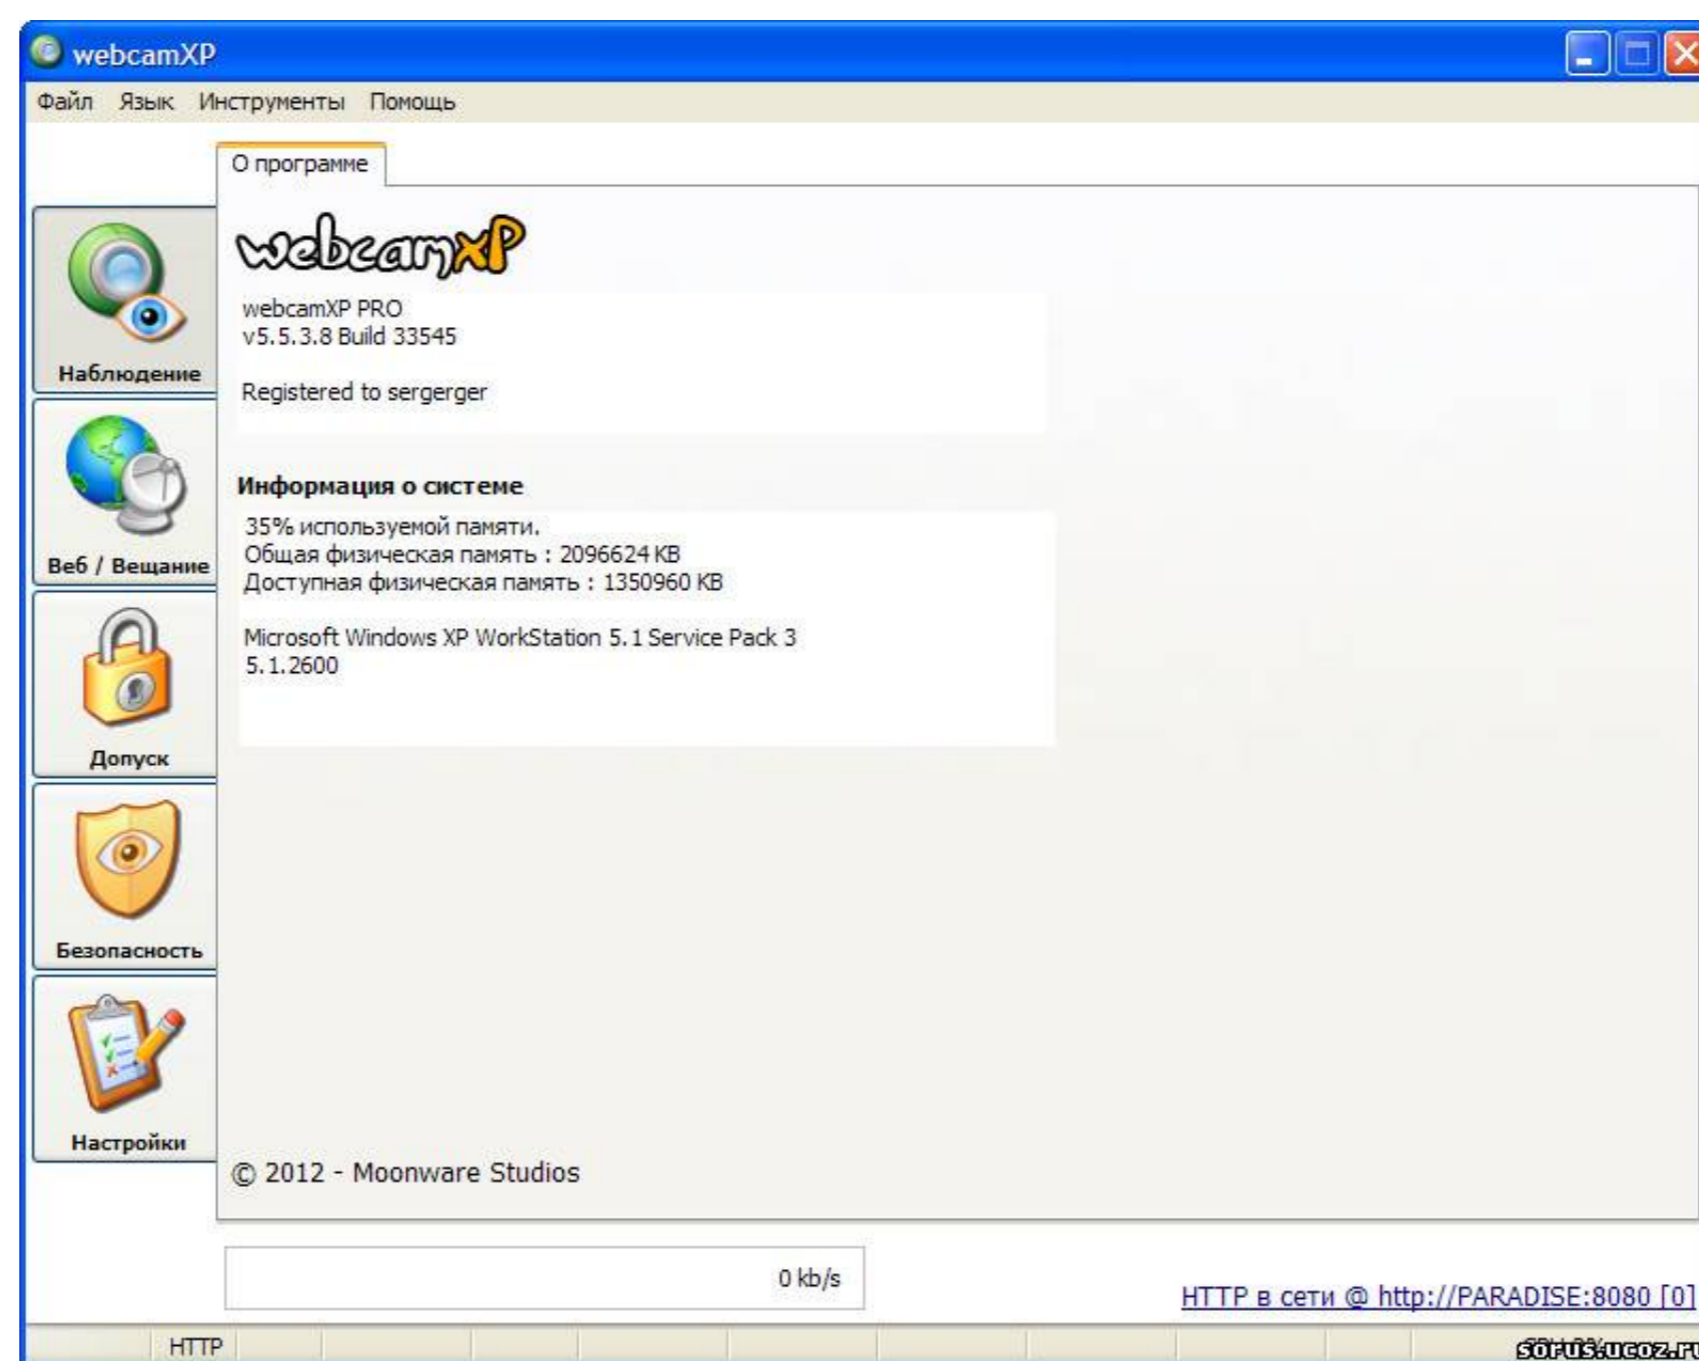 webcamXP
Файл Язык Инструменты Помощь
О программе
webcamXP
webcamXP PRO
v5.5.3.8 Build 33545
Registered to sergerger
Наблюдение
Информация о системе
35% используемой памяти.
Общая физическая память : 2096624 KB
Доступная физическая память : 1350960 KB
Веб / Вещание
Microsoft Windows XP WorkStation 5.1 Service Pack 3
5.1.2600
Допуск
Безопасность
Настройки
© 2012 - Moonware Studios
0 kb/s
HTTP в сети @ http://PARADISE:8080 [0]
HTTP
sorus.ucoz.ru